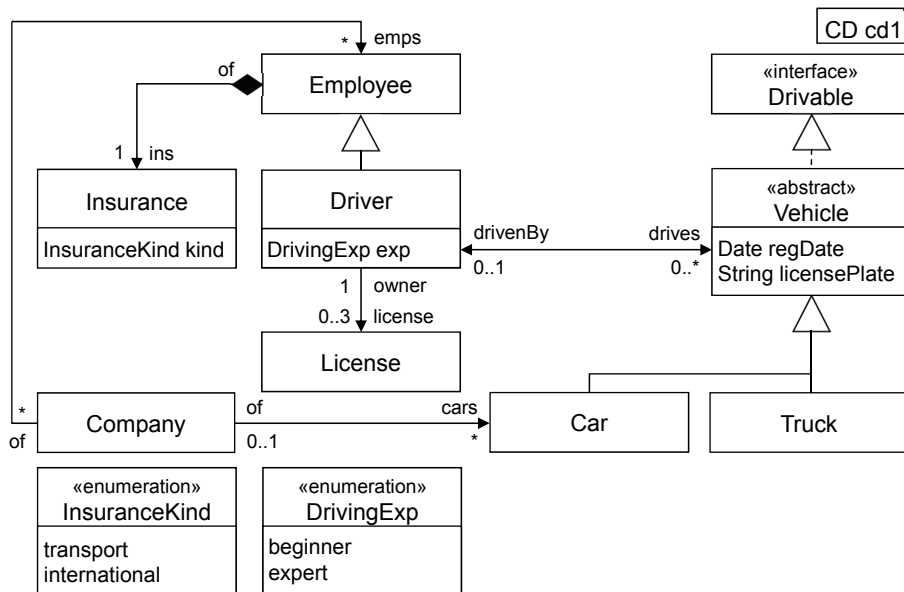 CD cd1
* emps
of
Employee
«interface»
Drivable
1 ins
Insurance
InsuranceKind kind
Driver
DrivingExp exp
drivenBy drives
0..1 0..*
«abstract»
Vehicle
Date regDate
String licensePlate
1 owner
0..3 license
License
* of
Company
of cars
0..1 *
Car
Truck
«enumeration»
InsuranceKind
transport
international
«enumeration»
DrivingExp
beginner
expert